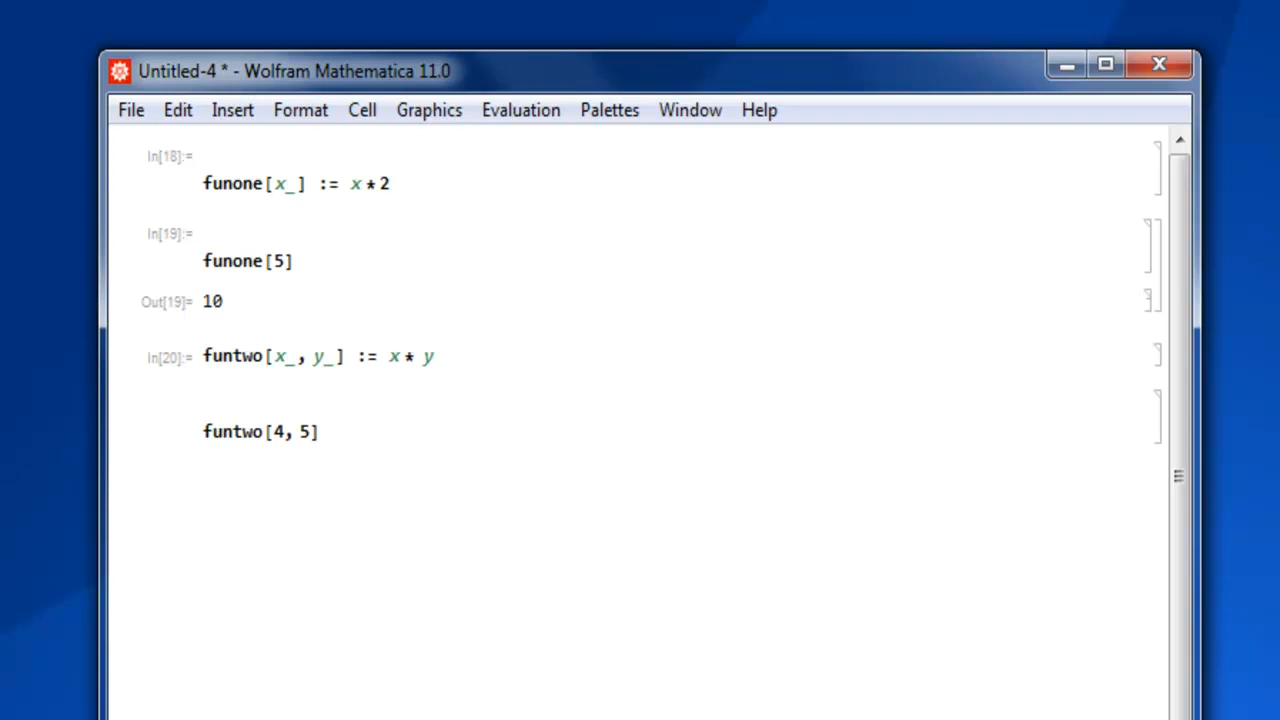 Untitled-4 * - Wolfram Mathematica 11.0
File Edit Insert Format Cell Graphics Evaluation Palettes Window Help
In[18]:=
funone[x_] := x*2
In[19]:=
funone[5]
Out[19]= 10
In[20]:= funtwo[x_, y_] := x* y
funtwo[4, 5]